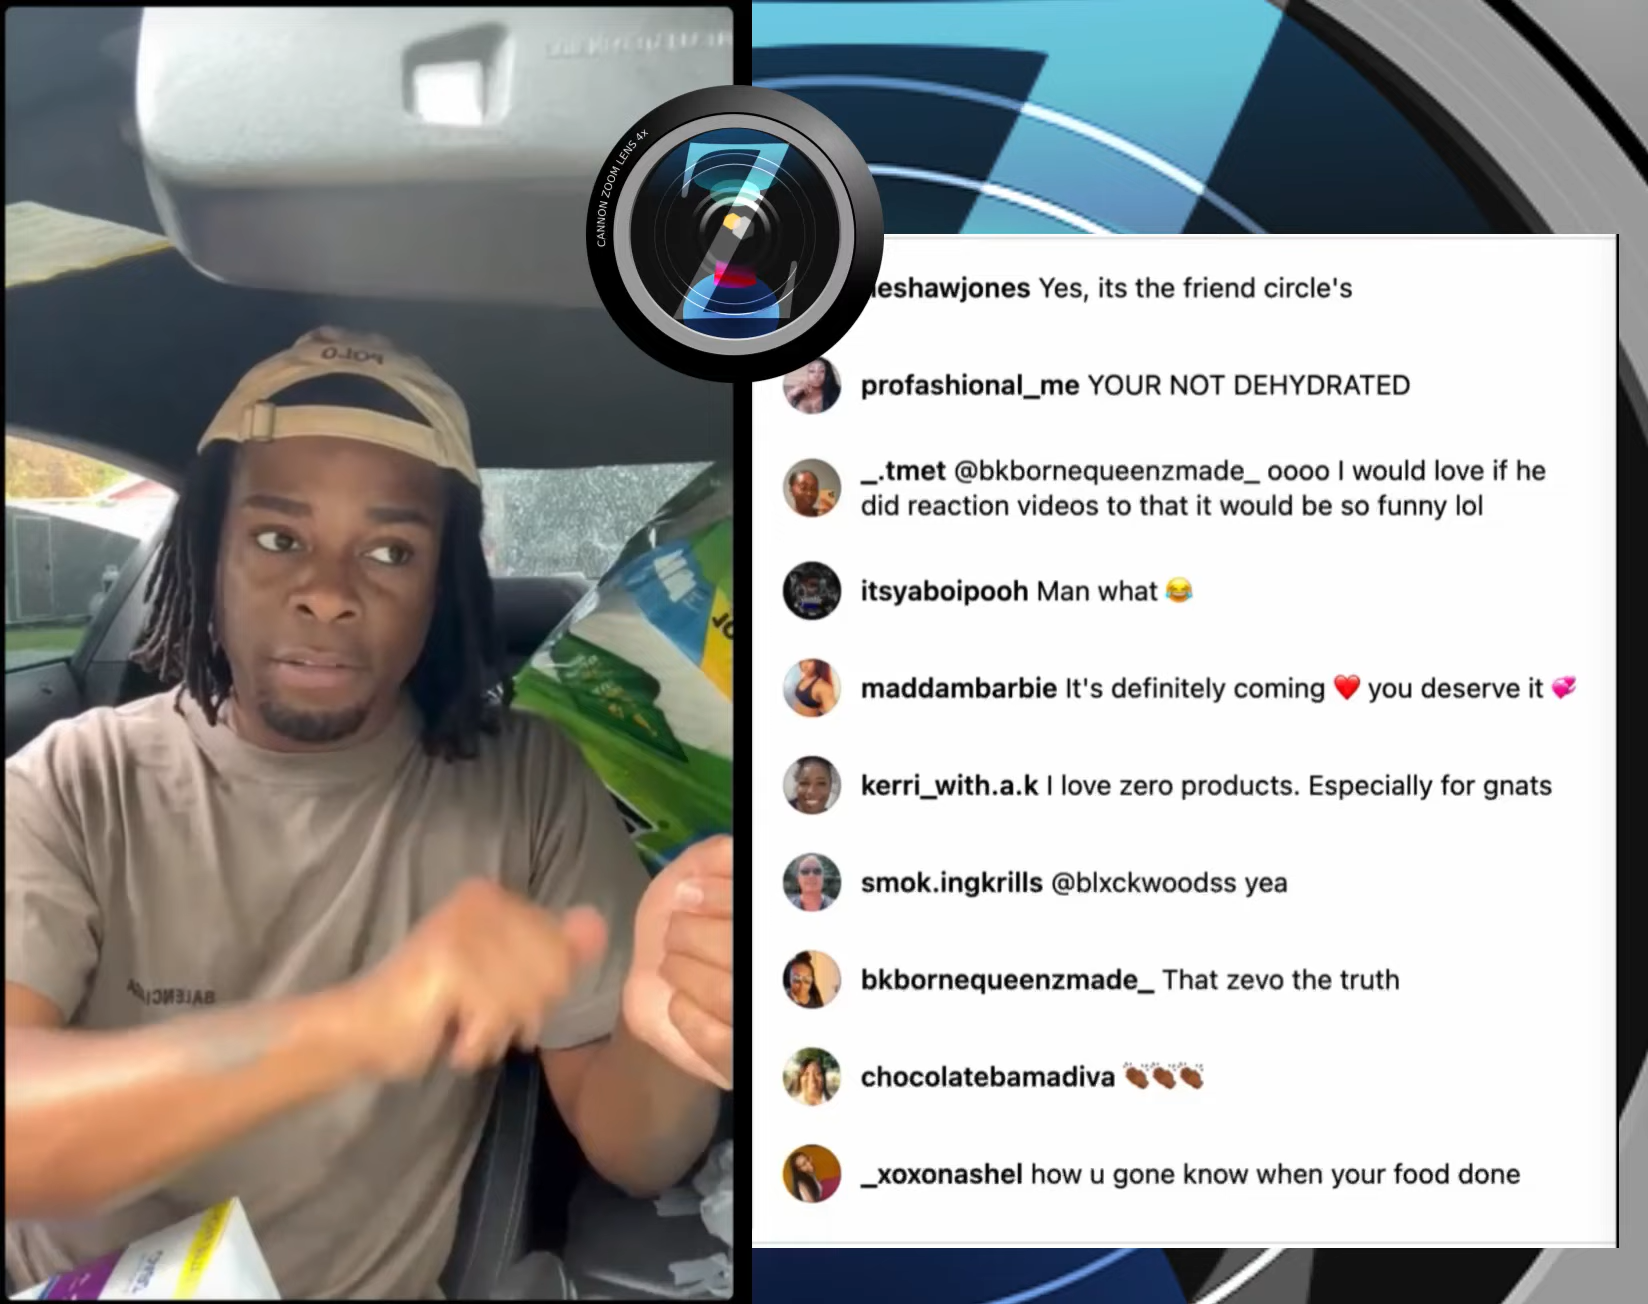 CANNON ZOOM LENS 4x
POLO
BALENCIAGA
eshawjones Yes, its the friend circle's
profashional_me YOUR NOT DEHYDRATED
_.tmet @bkbornequeenzmade_ oooo I would love if he
did reaction videos to that it would be so funny lol
itsyaboipooh Man what 😂
maddambarbie It's definitely coming ❤️ you deserve it 💞
kerri_with.a.k I love zero products. Especially for gnats
smok.ingkrills @blxckwoodss yea
bkbornequeenzmade_ That zevo the truth
chocolatebamadiva 👏🏾👏🏾👏🏾
_xoxonashel how u gone know when your food done